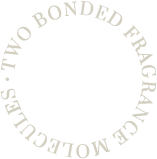 TWO BONDED FRAGRANCE MOLECULES •